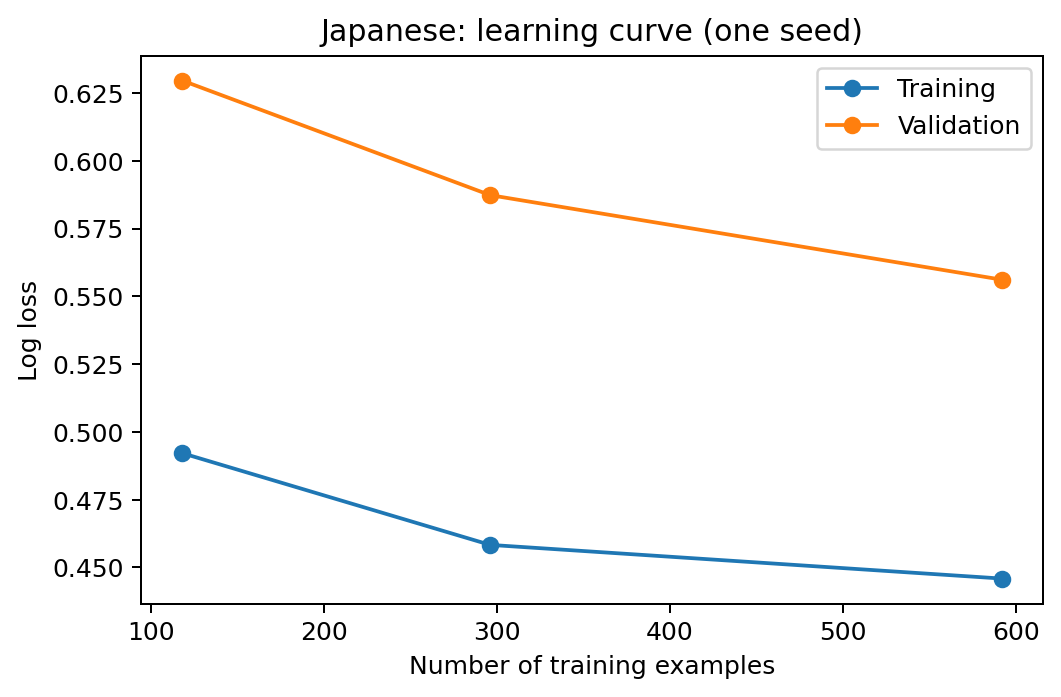 Japanese: learning curve (one seed)
Training
Validation
Log loss
0.625
0.600
0.575
0.550
0.525
0.500
0.475
0.450
100 200 300 400 500 600
Number of training examples